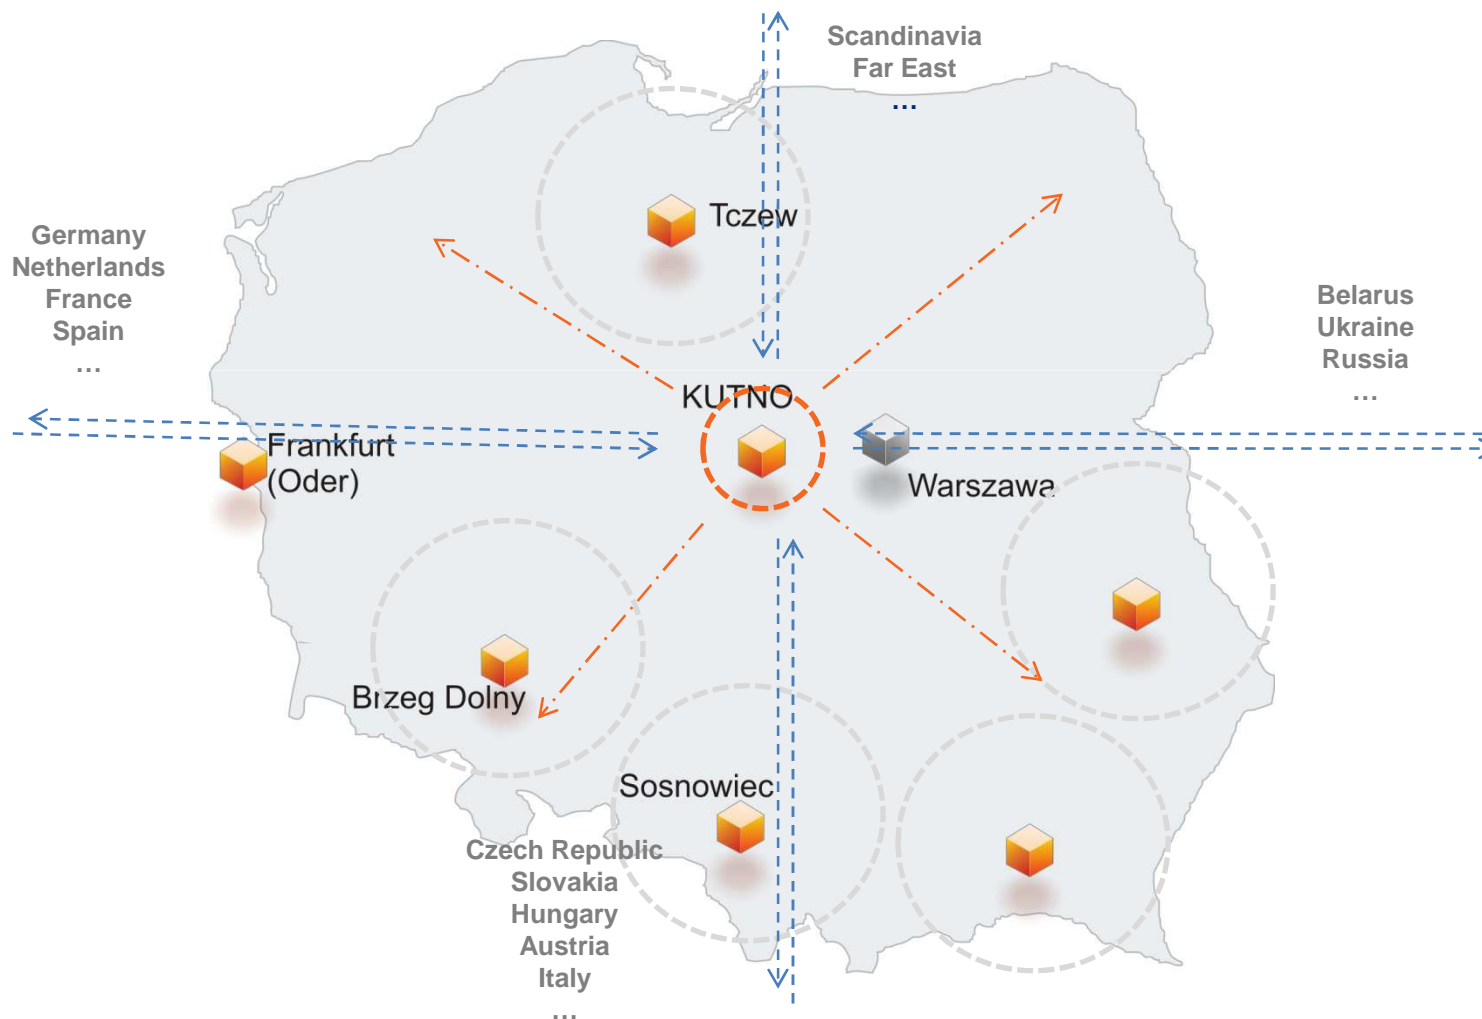 Scandinavia
Far East
...
Tczew
Germany
Netherlands
France
Spain
...
Belarus
Ukraine
Russia
...
KUTNO
Frankfurt
(Oder)
Warszawa
Brzeg Dolny
Sosnowiec
Czech Republic
Slovakia
Hungary
Austria
Italy
...